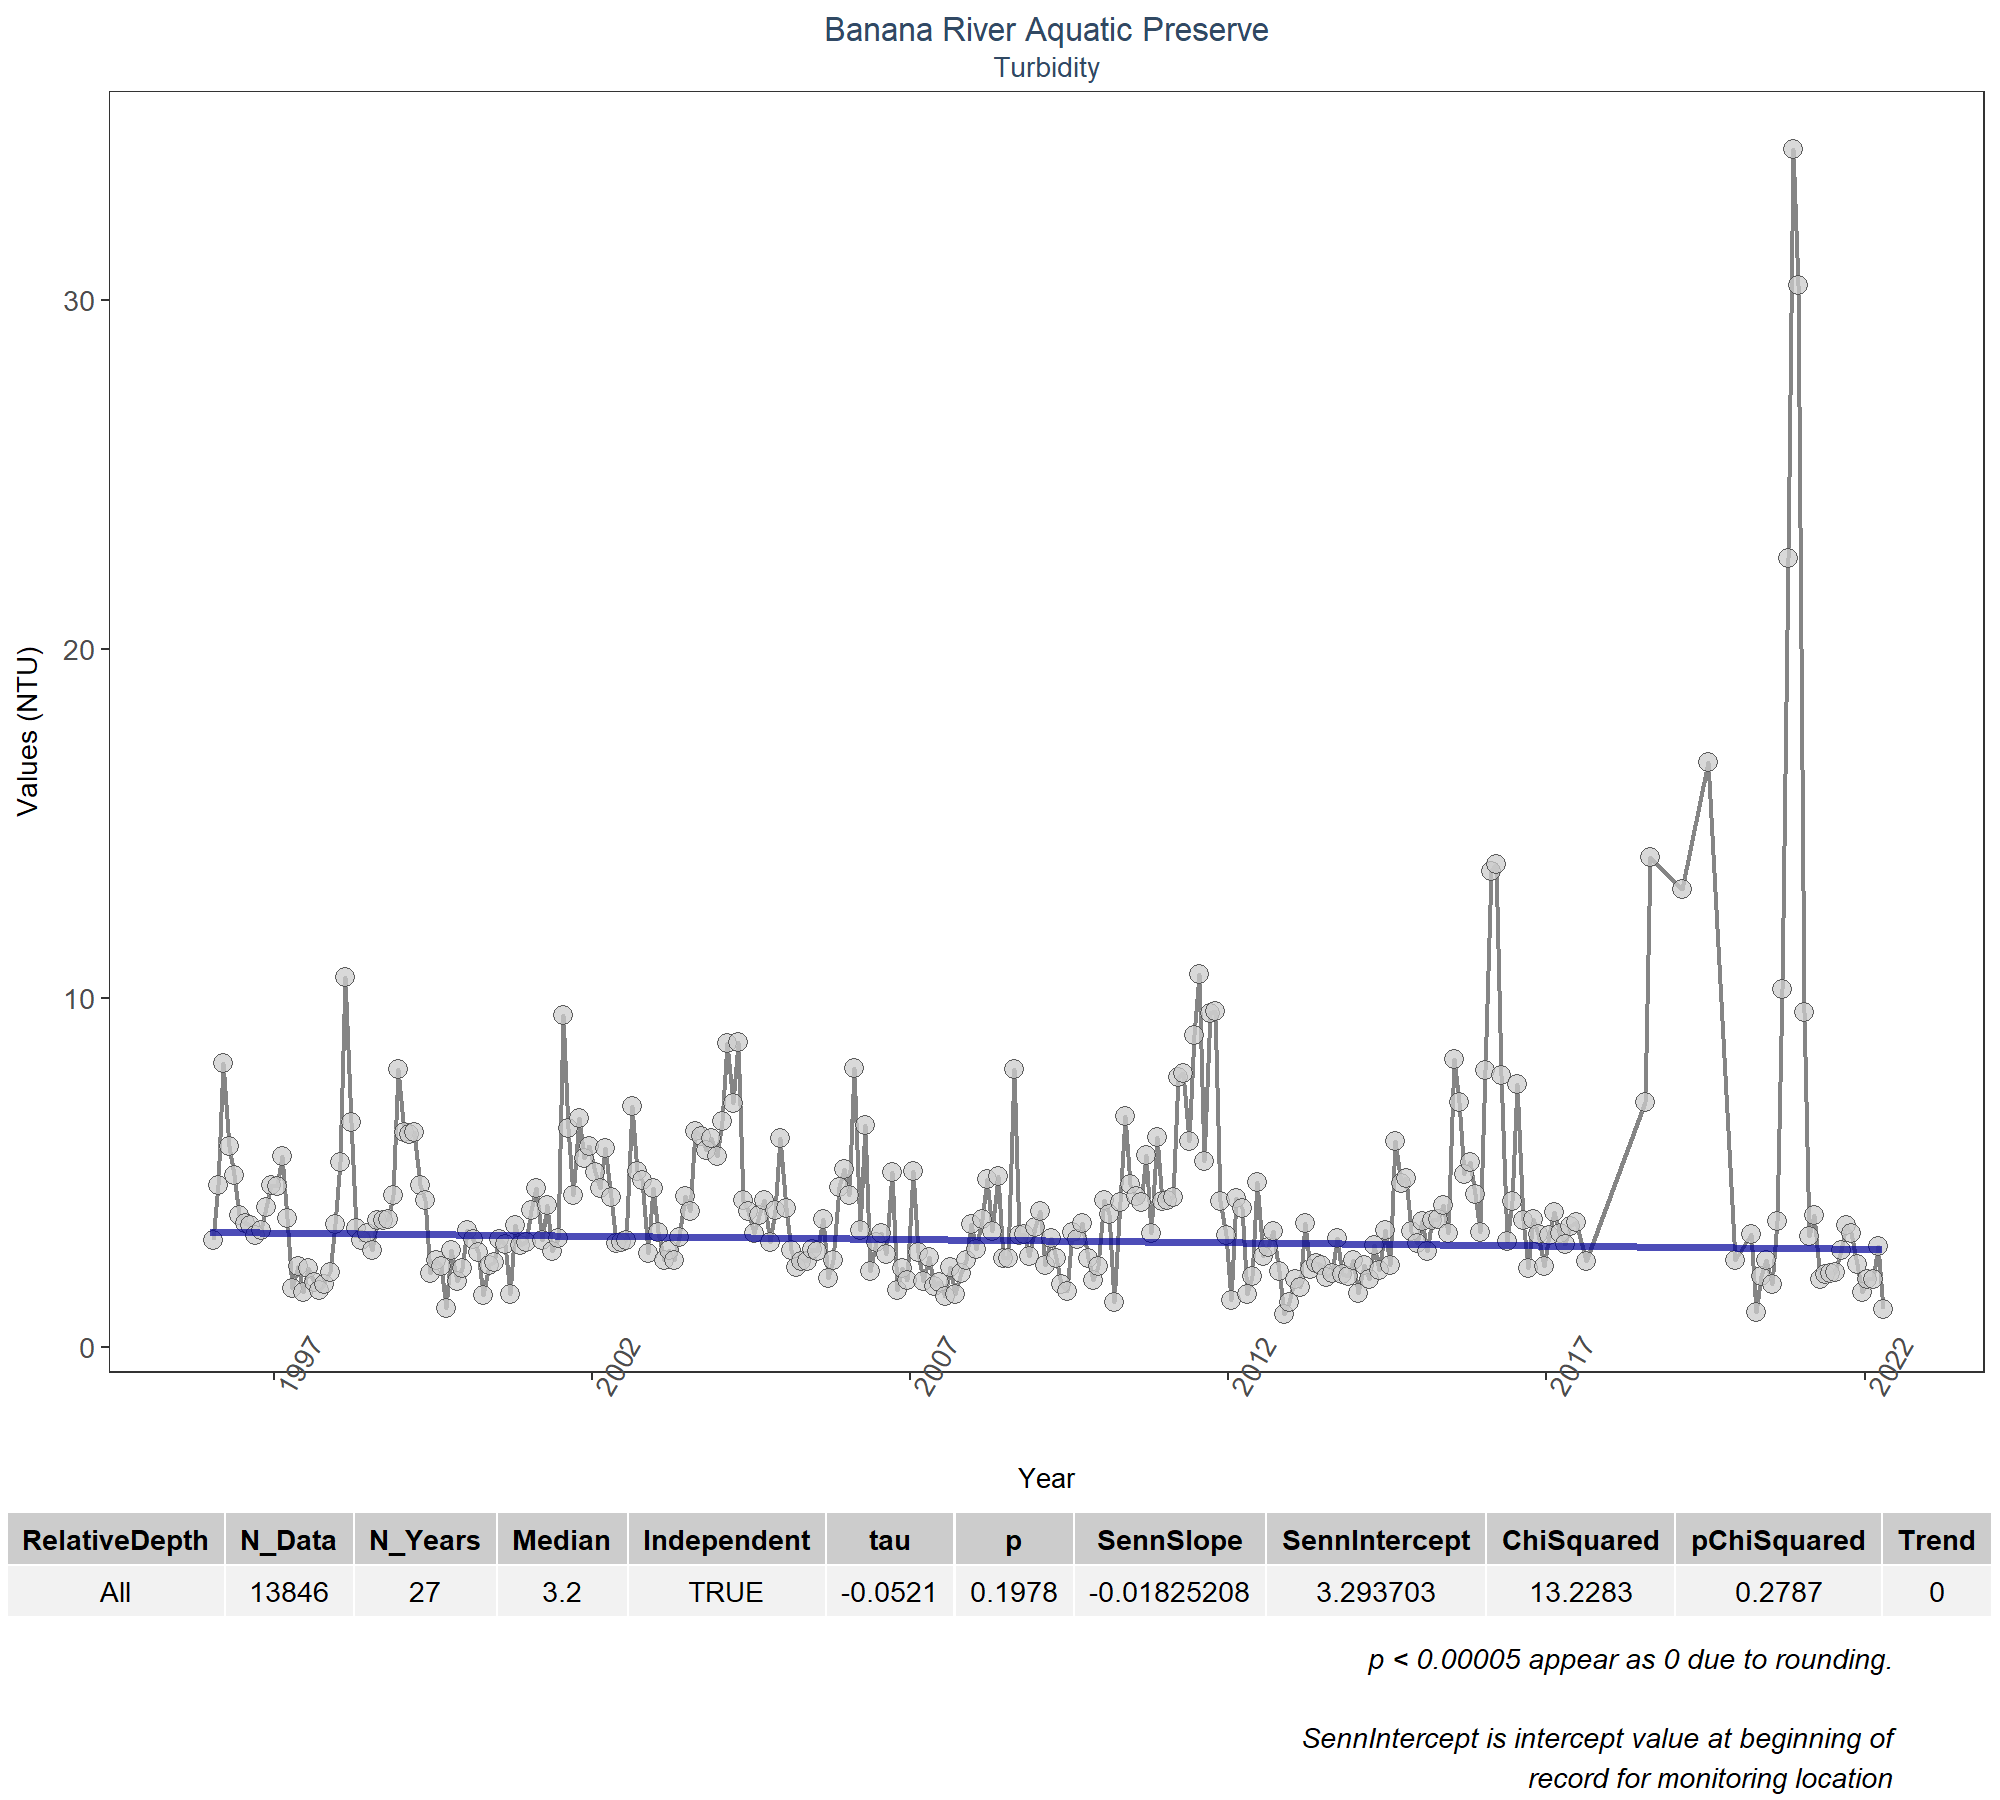 Banana River Aquatic Preserve
Turbidity
Values (NTU)
30
20
10
0
1997 2002 2007 2012 2017 2022
Year
RelativeDepth N_Data N_Years Median Independent tau p SennSlope SennIntercept ChiSquared pChiSquared Trend
All 13846 27 3.2 TRUE -0.0521 0.1978 -0.01825208 3.293703 13.2283 0.2787 0
p < 0.00005 appear as 0 due to rounding.
SennIntercept is intercept value at beginning of
record for monitoring location